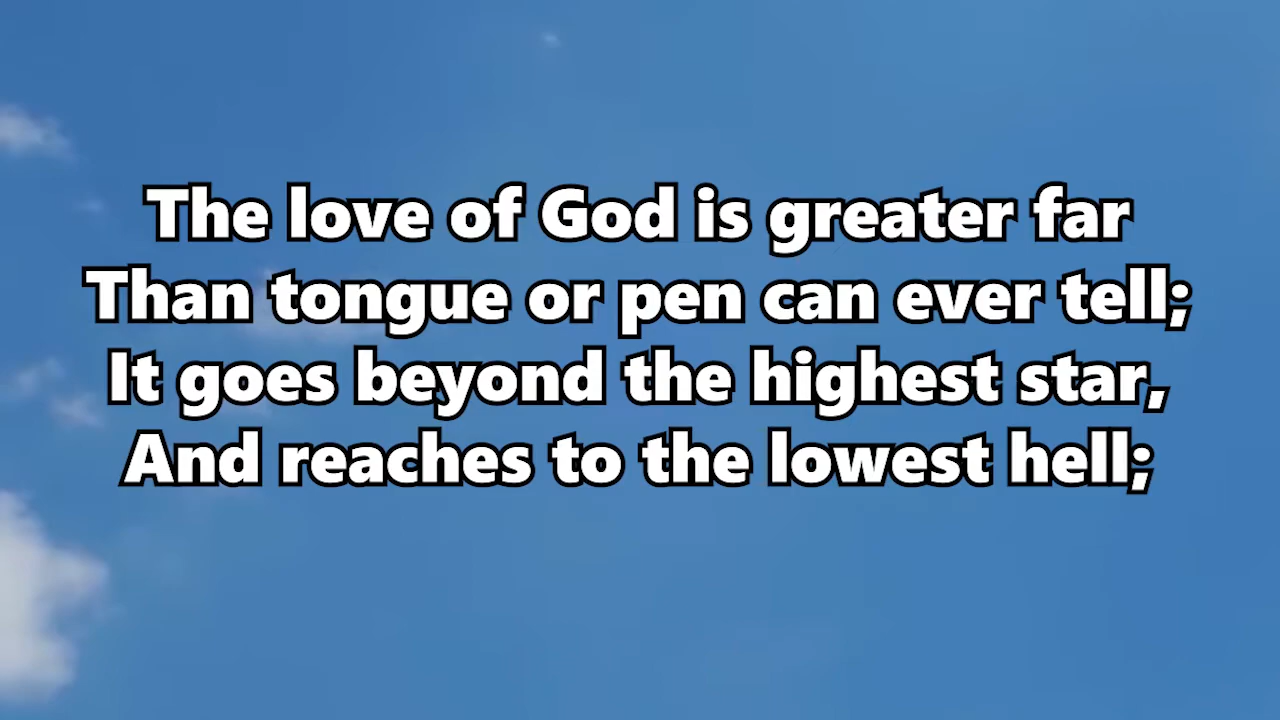 The love of God is greater far
Than tongue or pen can ever tell;
It goes beyond the highest star,
And reaches to the lowest hell;